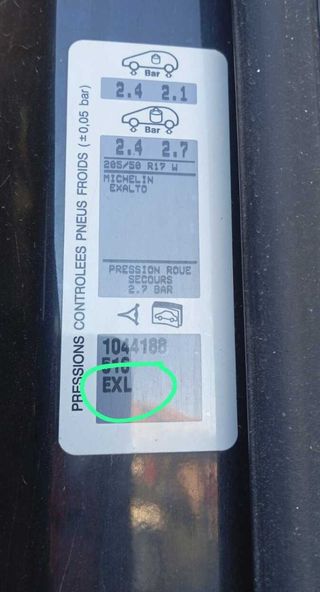 PRESSIONS CONTROLEES PNEUS FROIDS (±0,05 bar)
Bar
2.4 2.1
Bar
2.4 2.7
205/50 R17 W
MICHELIN
EXALTO
PRESSION ROUE
SECOURS
2.7 BAR
1044188
516
EXL